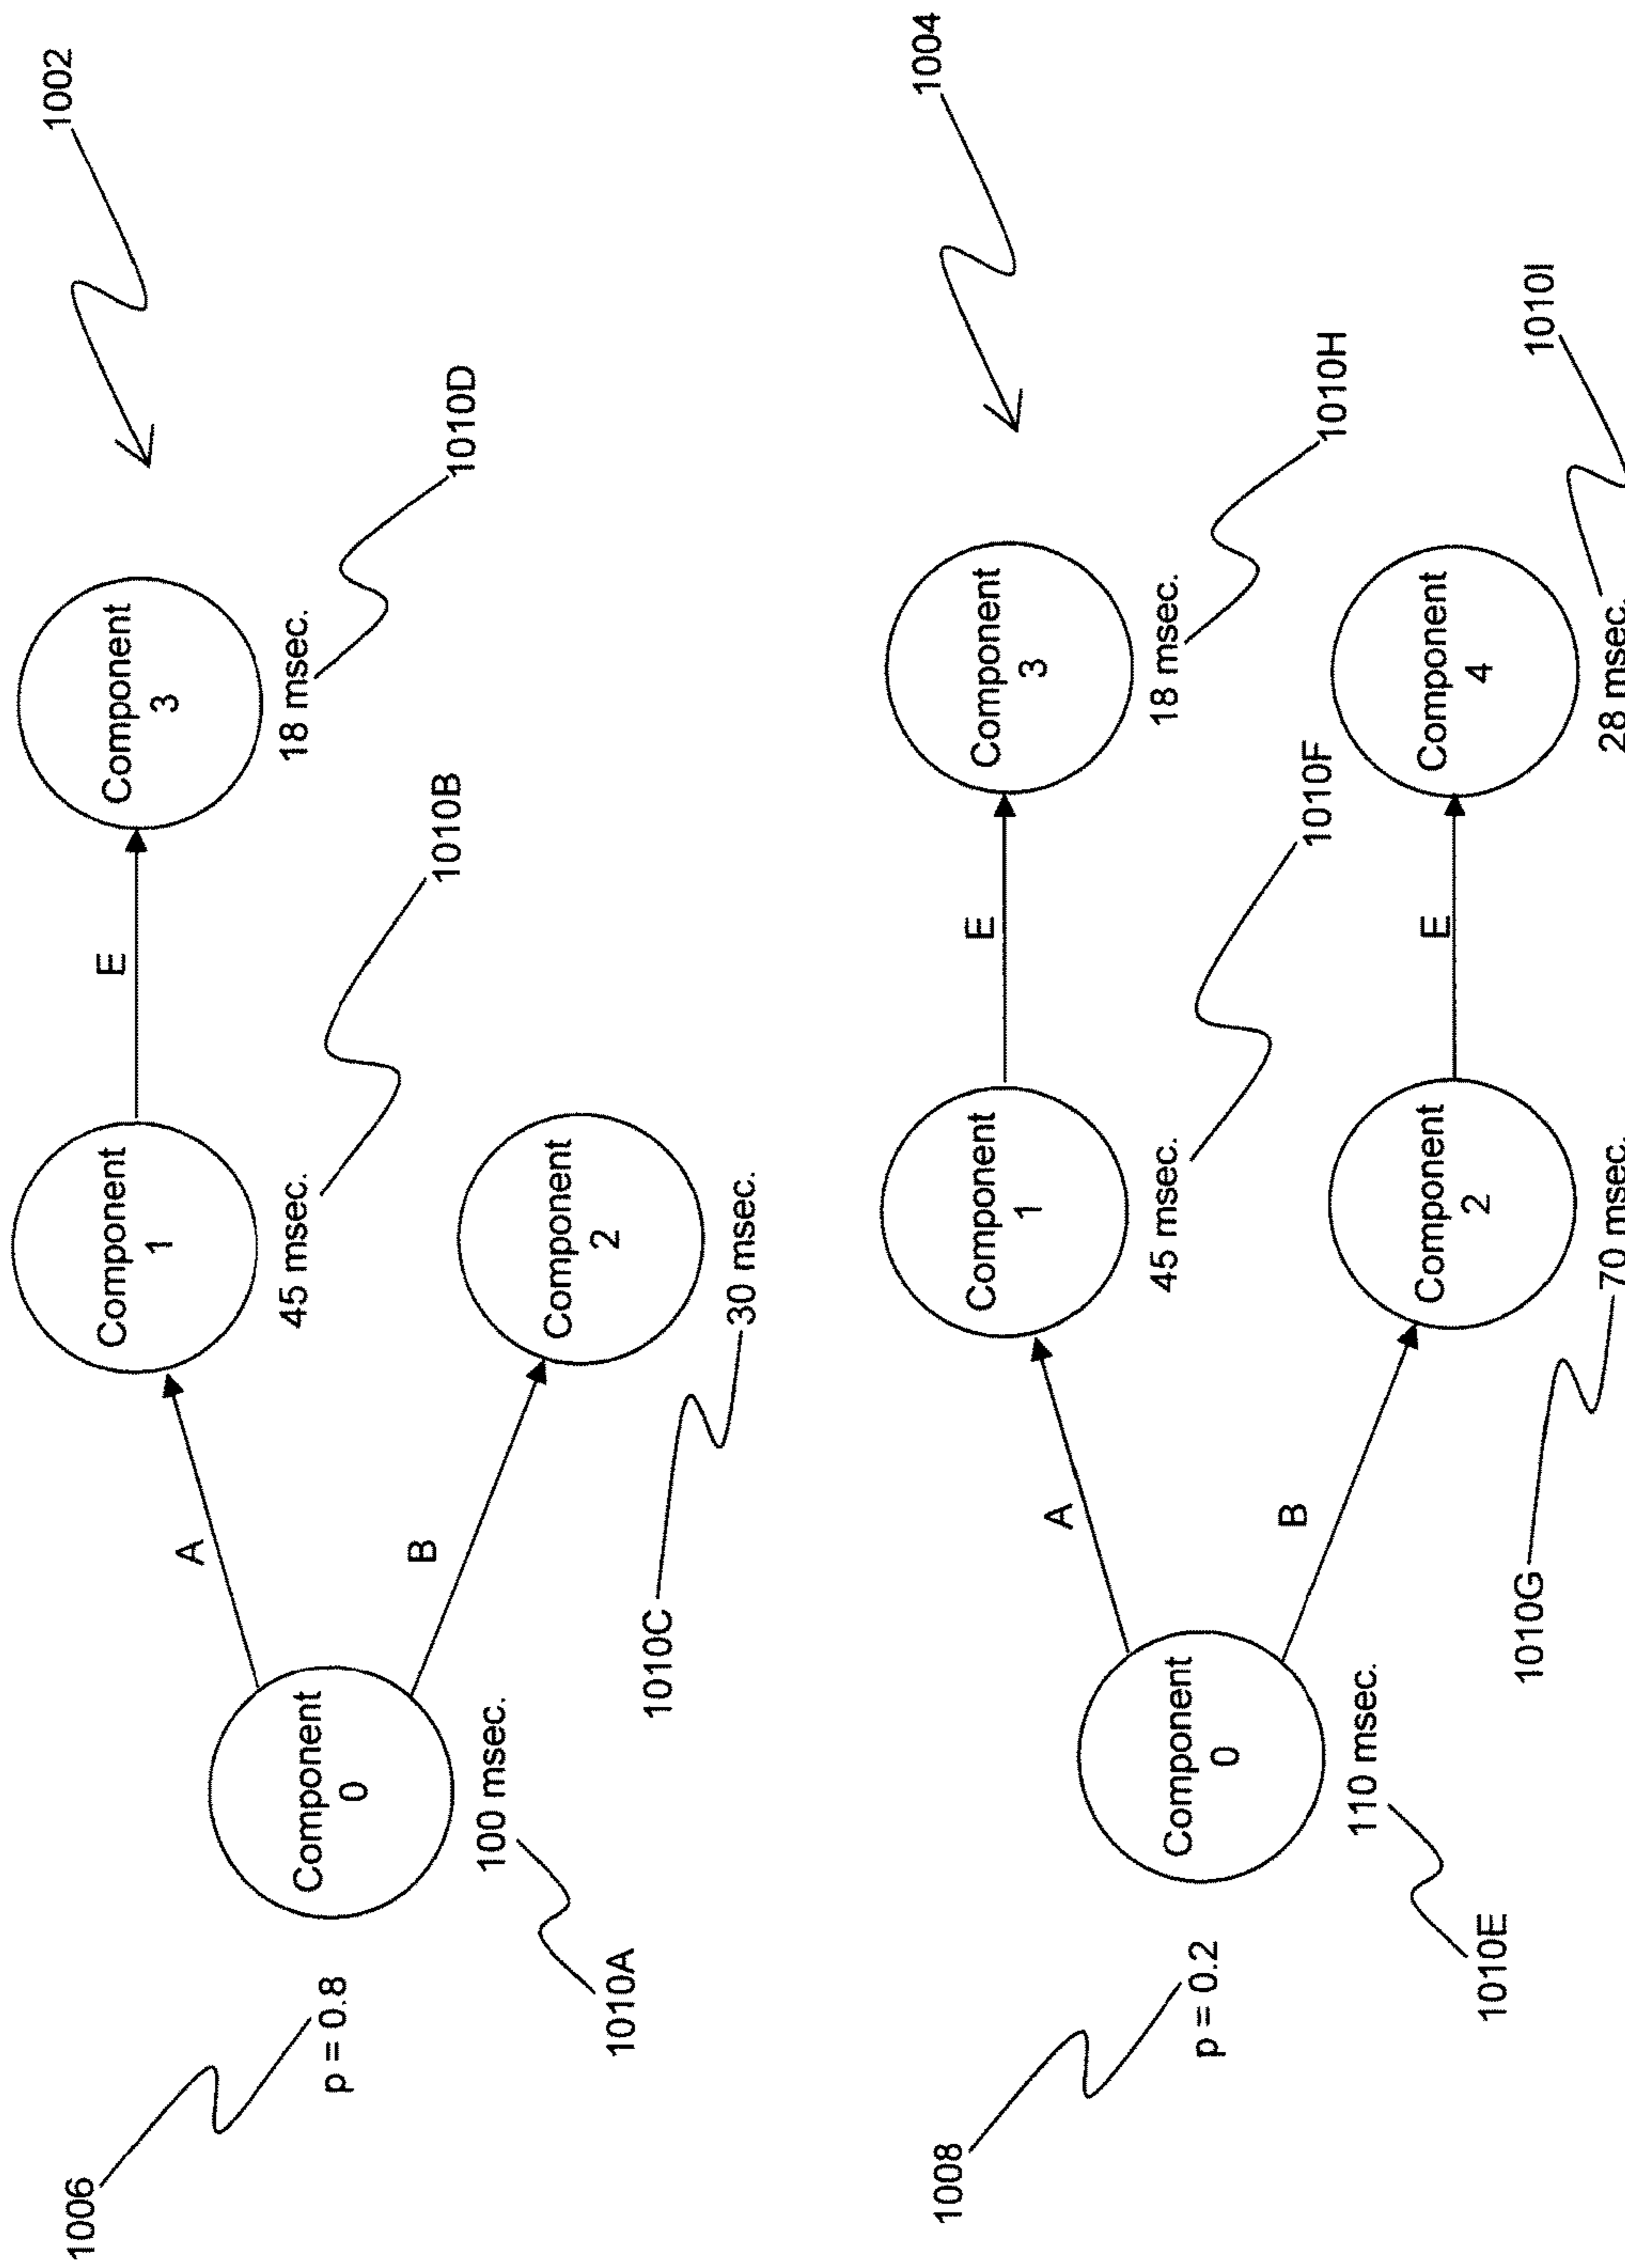 1002
Component
1
45 msec.
E
Component
3
18 msec.
1010B
1010D
A
B
Component
0
100 msec.
1010A
1006
p = 0.8
Component
2
30 msec.
1010C
1004
Component
1
45 msec.
E
Component
3
18 msec.
1010F
1010H
A
B
Component
0
110 msec.
1010E
1008
p = 0.2
Component
2
70 msec.
1010G
E
Component
4
28 msec.
1010I